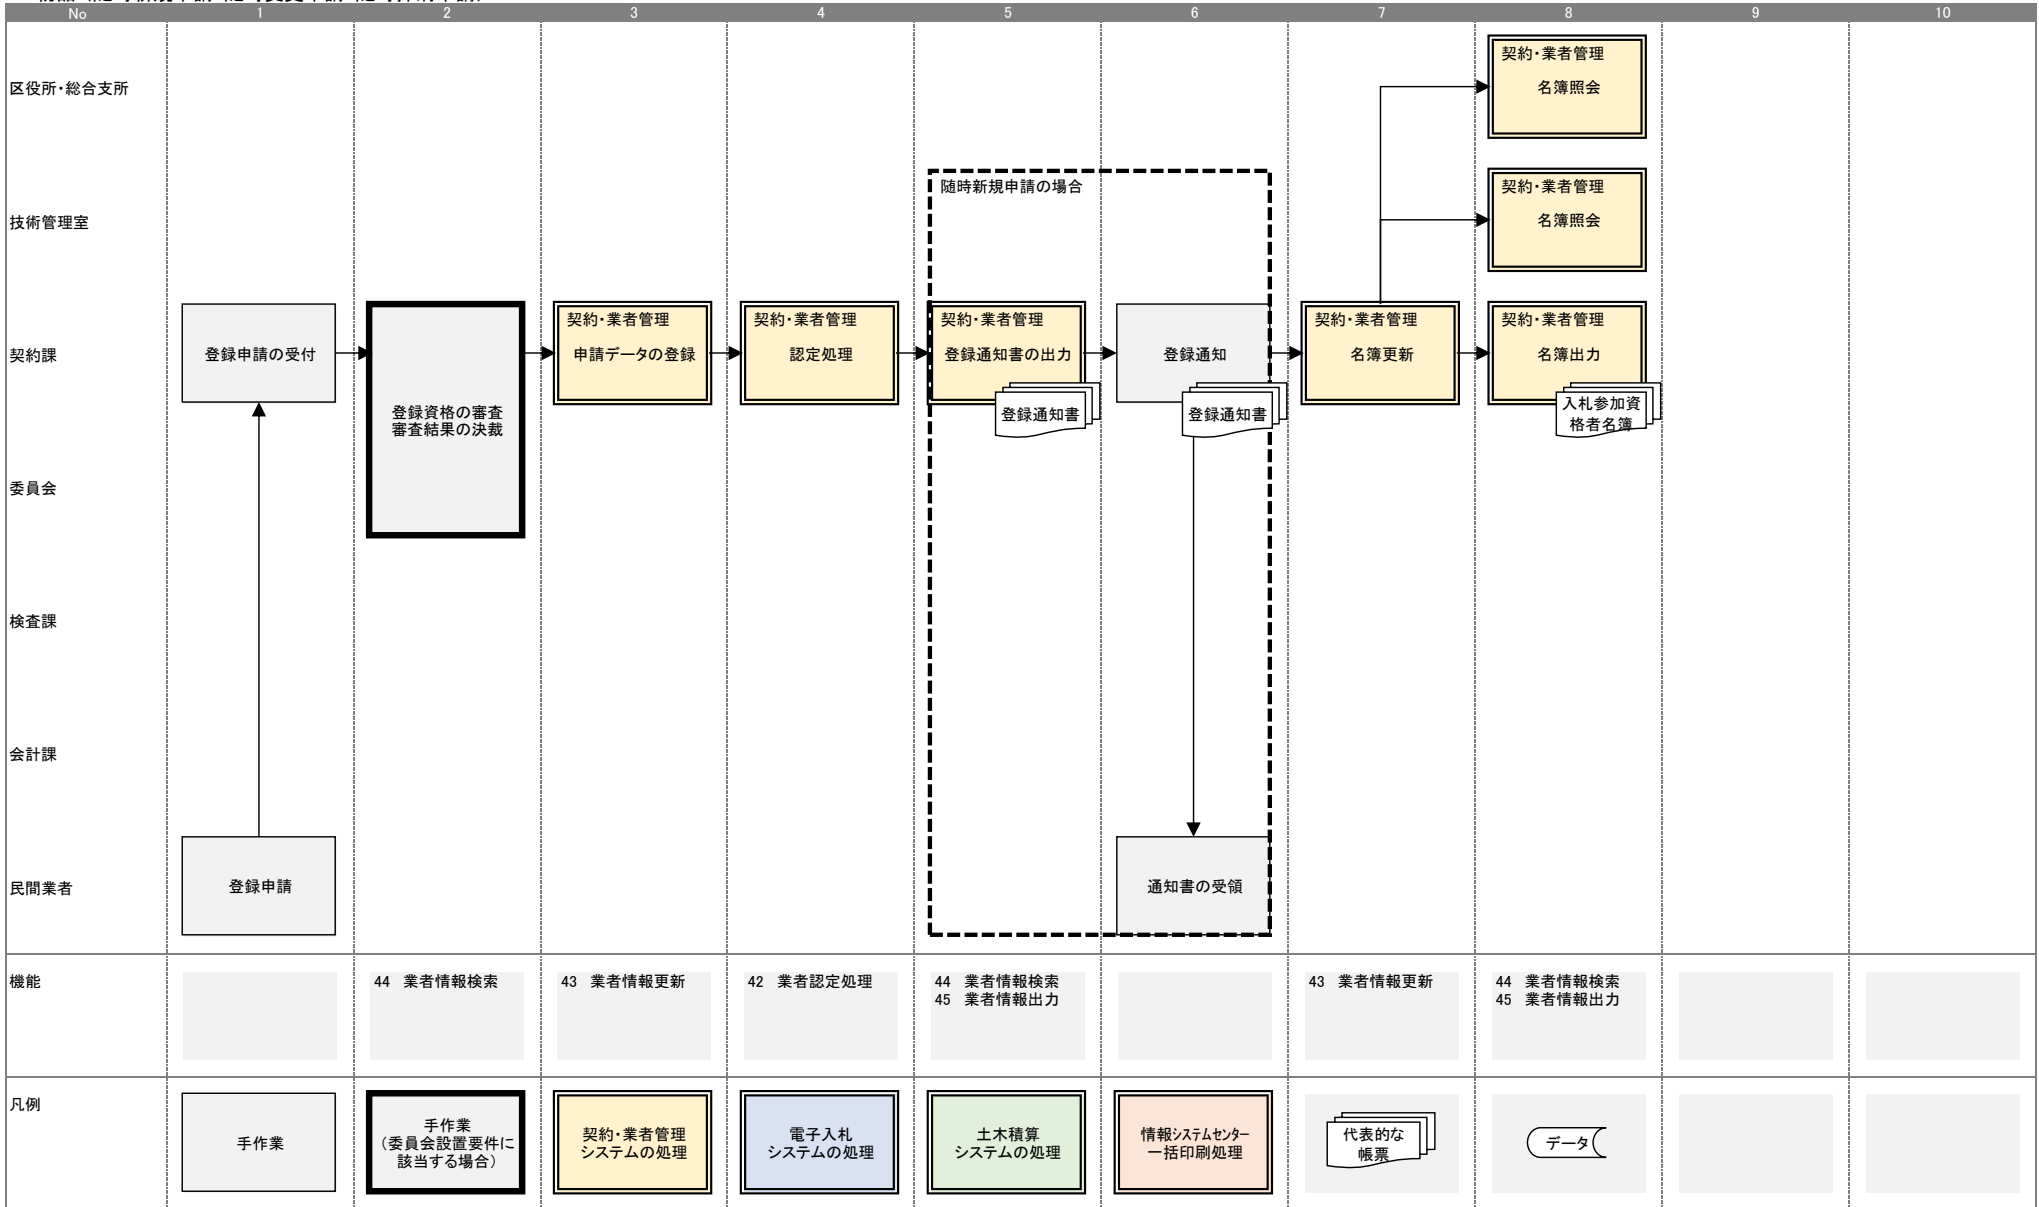 No 1 2 3 4 5 6 7 8 9 10
区役所・総合支所
契約・業者管理
名簿照会
技術管理室
随時新規申請の場合
契約・業者管理
名簿照会
契約課
登録申請の受付
登録資格の審査
審査結果の決裁
契約・業者管理
申請データの登録
契約・業者管理
認定処理
契約・業者管理
登録通知書の出力
登録通知書
登録通知
登録通知書
契約・業者管理
名簿更新
契約・業者管理
名簿出力
入札参加資
格者名簿
委員会
検査課
会計課
民間業者
登録申請
通知書の受領
機能
44 業者情報検索
43 業者情報更新
42 業者認定処理
44 業者情報検索
45 業者情報出力
43 業者情報更新
44 業者情報検索
45 業者情報出力
凡例
手作業
手作業
（委員会設置要件に
該当する場合）
契約・業者管理
システムの処理
電子入札
システムの処理
土木積算
システムの処理
情報システムセンター
一括印刷処理
代表的な
帳票
データ